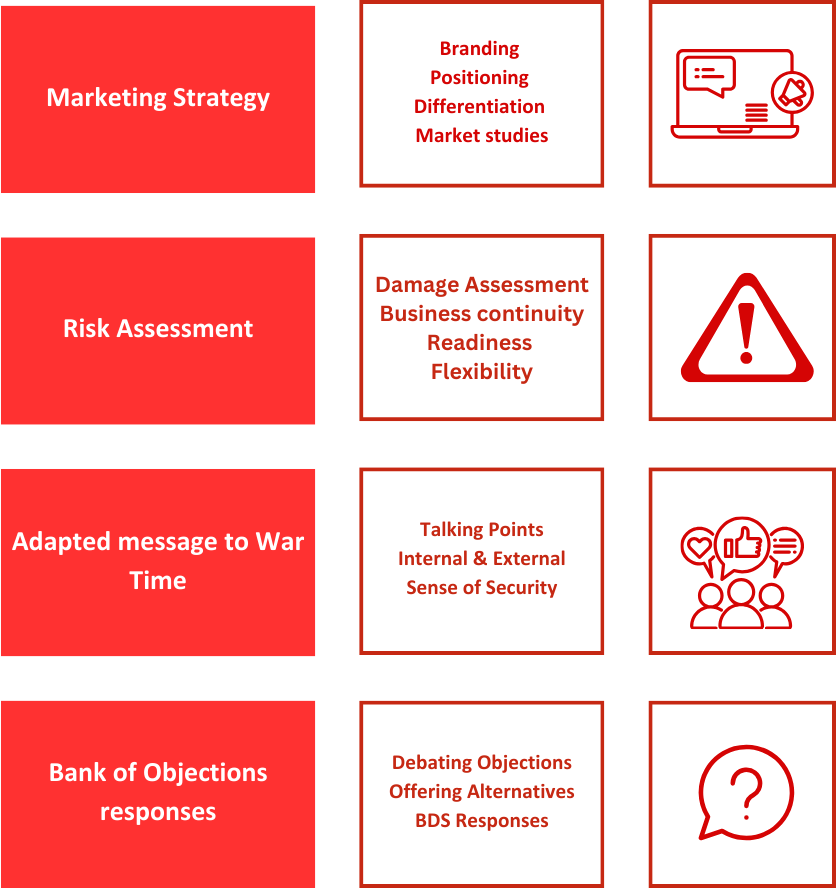 Marketing Strategy
Branding
Positioning
Differentiation
Market studies
Risk Assessment
Damage Assessment
Business continuity
Readiness
Flexibility
Adapted message to War
Time
Talking Points
Internal & External
Sense of Security
Bank of Objections
responses
Debating Objections
Offering Alternatives
BDS Responses